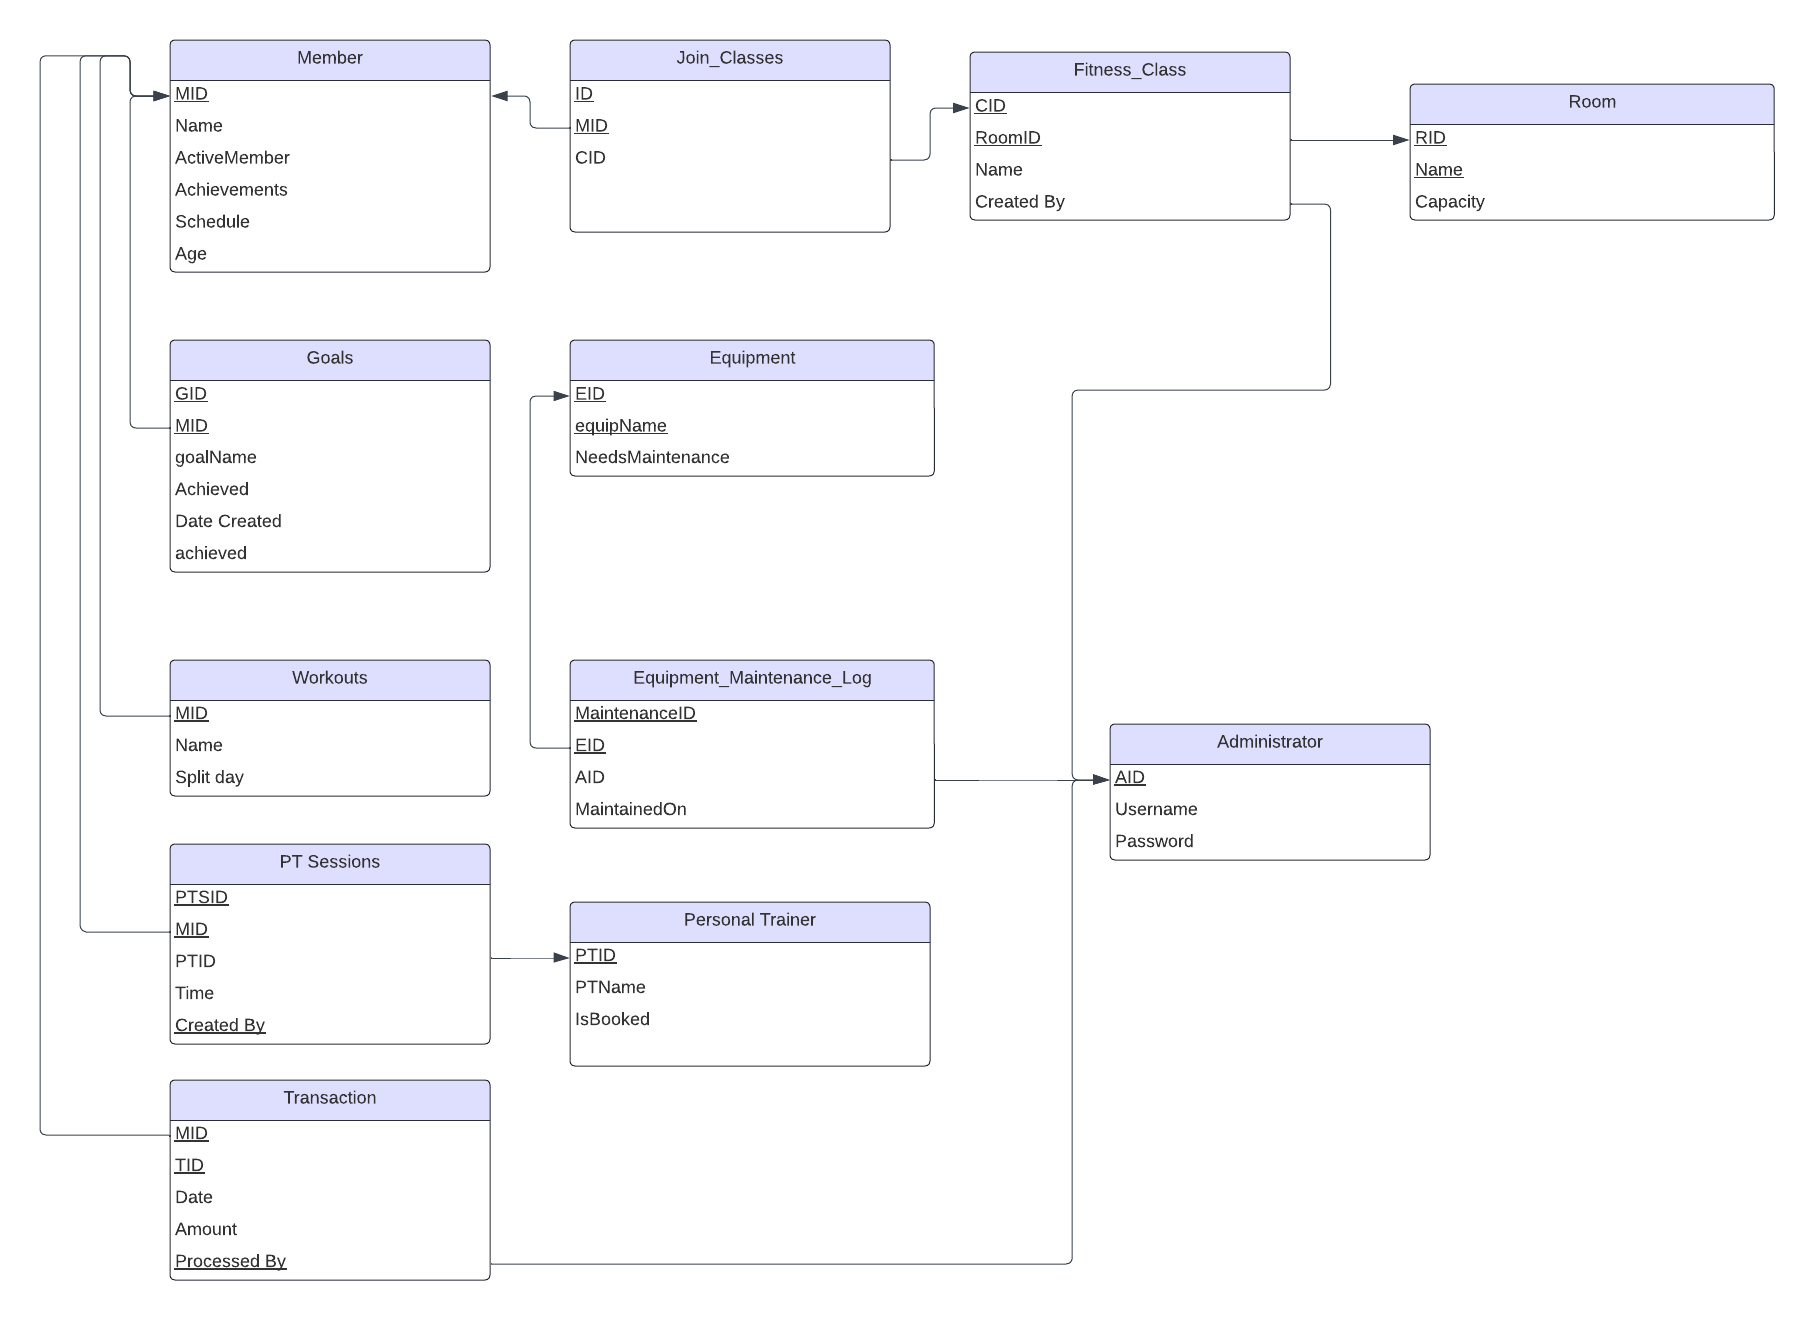 Member
MID
Name
ActiveMember
Achievements
Schedule
Age
Join_Classes
ID
MID
CID
Fitness_Class
CID
RoomID
Name
Created By
Room
RID
Name
Capacity
Goals
GID
MID
goalName
Achieved
Date Created
achieved
Equipment
EID
equipName
NeedsMaintenance
Workouts
MID
Name
Split day
Equipment_Maintenance_Log
MaintenanceID
EID
AID
MaintainedOn
Administrator
AID
Username
Password
PT Sessions
PTSID
MID
PTID
Time
Created By
Personal Trainer
PTID
PTName
IsBooked
Transaction
MID
TID
Date
Amount
Processed By